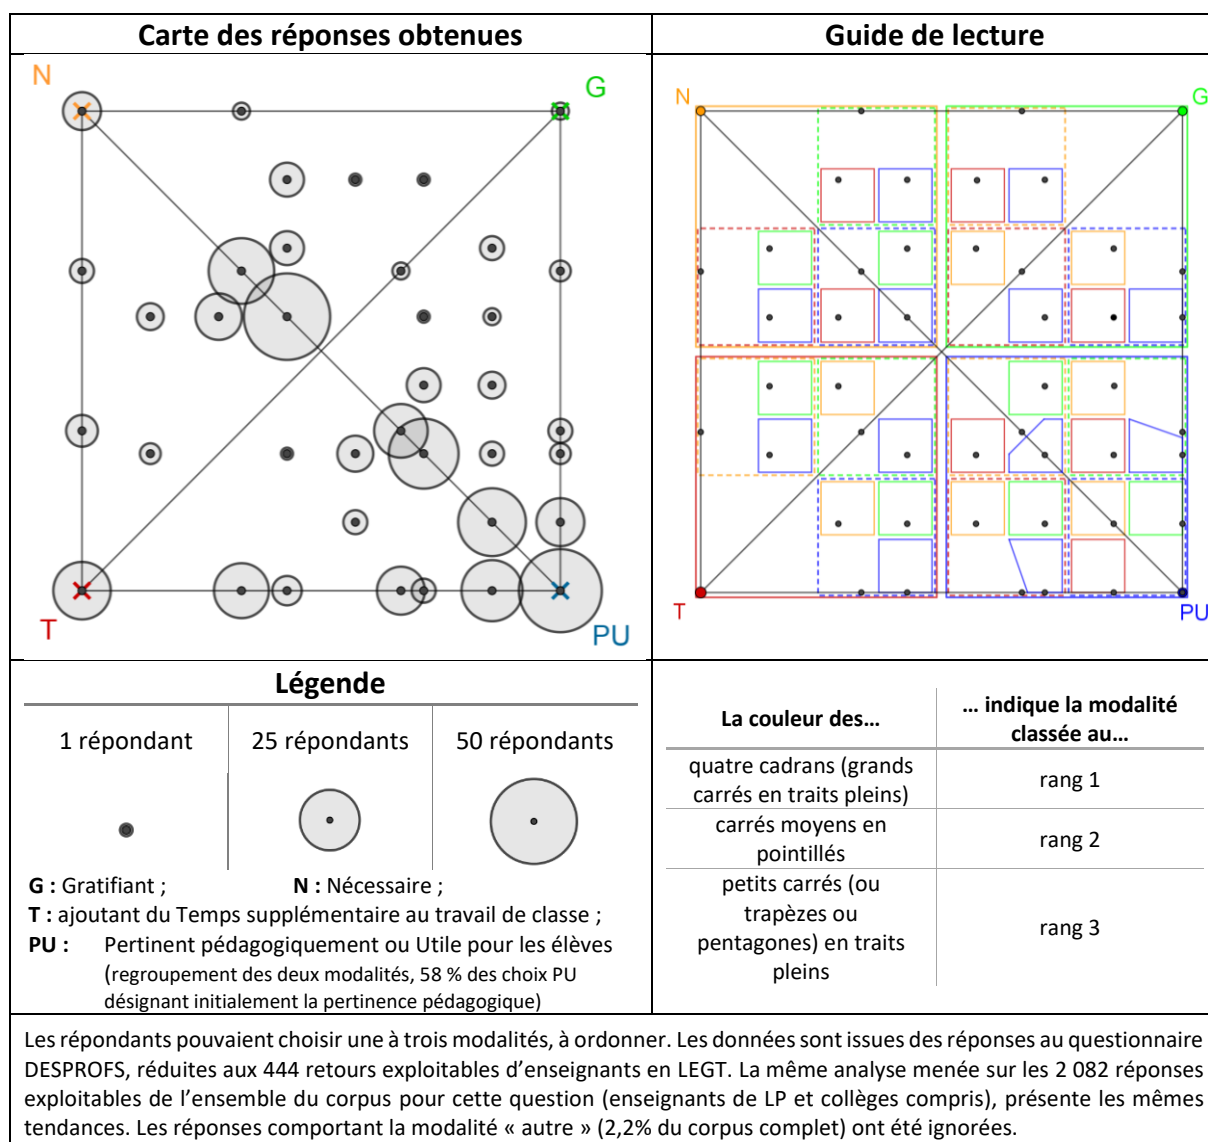 Carte des réponses obtenues
Guide de lecture
N
G
T
PU
N
G
T
PU
Légende
1 répondant
25 répondants
50 répondants
G : Gratifiant ; N : Nécessaire ;
T : ajoutant du Temps supplémentaire au travail de classe ;
PU : Pertinent pédagogiquement ou Utile pour les élèves
(regroupement des deux modalités, 58 % des choix PU
désignant initialement la pertinence pédagogique)
La couleur des…
… indique la modalité
classée au…
quatre cadrans (grands
carrés en traits pleins)
rang 1
carrés moyens en
pointillés
rang 2
petits carrés (ou
trapèzes ou
pentagones) en traits
pleins
rang 3
Les répondants pouvaient choisir une à trois modalités, à ordonner. Les données sont issues des réponses au questionnaire
DESPROFS, réduites aux 444 retours exploitables d’enseignants en LEGT. La même analyse menée sur les 2 082 réponses
exploitables de l’ensemble du corpus pour cette question (enseignants de LP et collèges compris), présente les mêmes
tendances. Les réponses comportant la modalité « autre » (2,2% du corpus complet) ont été ignorées.